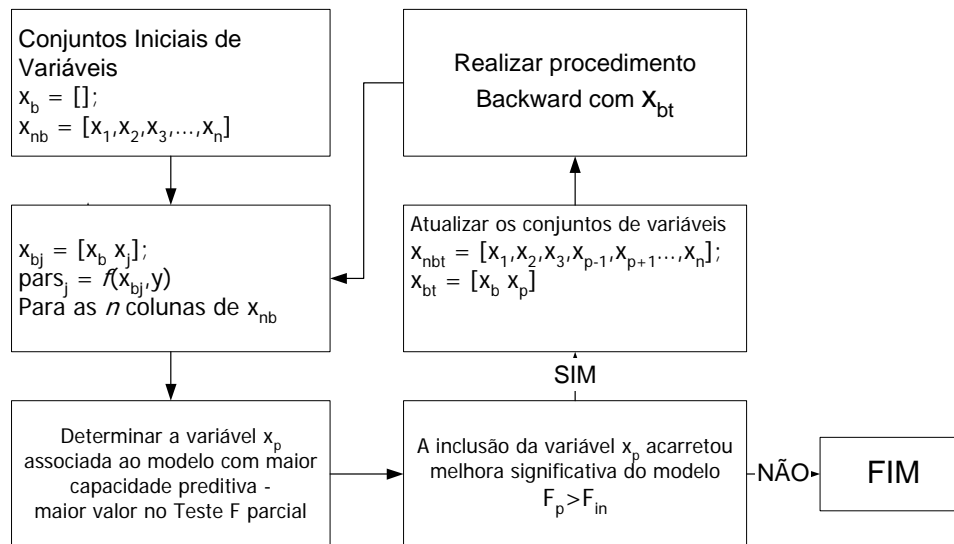 Conjuntos Iniciais de
Variáveis
x_b = [];
x_nb = [x_1,x_2,x_3,...,x_n]
x_bj = [x_b x_j];
pars_j = f(x_bj,y)
Para as n colunas de x_nb
Determinar a variável x_p
associada ao modelo com maior
capacidade preditiva -
maior valor no Teste F parcial
A inclusão da variável x_p acarretou
melhora significativa do modelo
F_p>F_in
NÃO
FIM
SIM
Atualizar os conjuntos de variáveis
x_nbt = [x_1,x_2,x_3,x_p-1,x_p+1...,x_n];
x_bt = [x_b x_p]
Realizar procedimento
Backward com x_bt